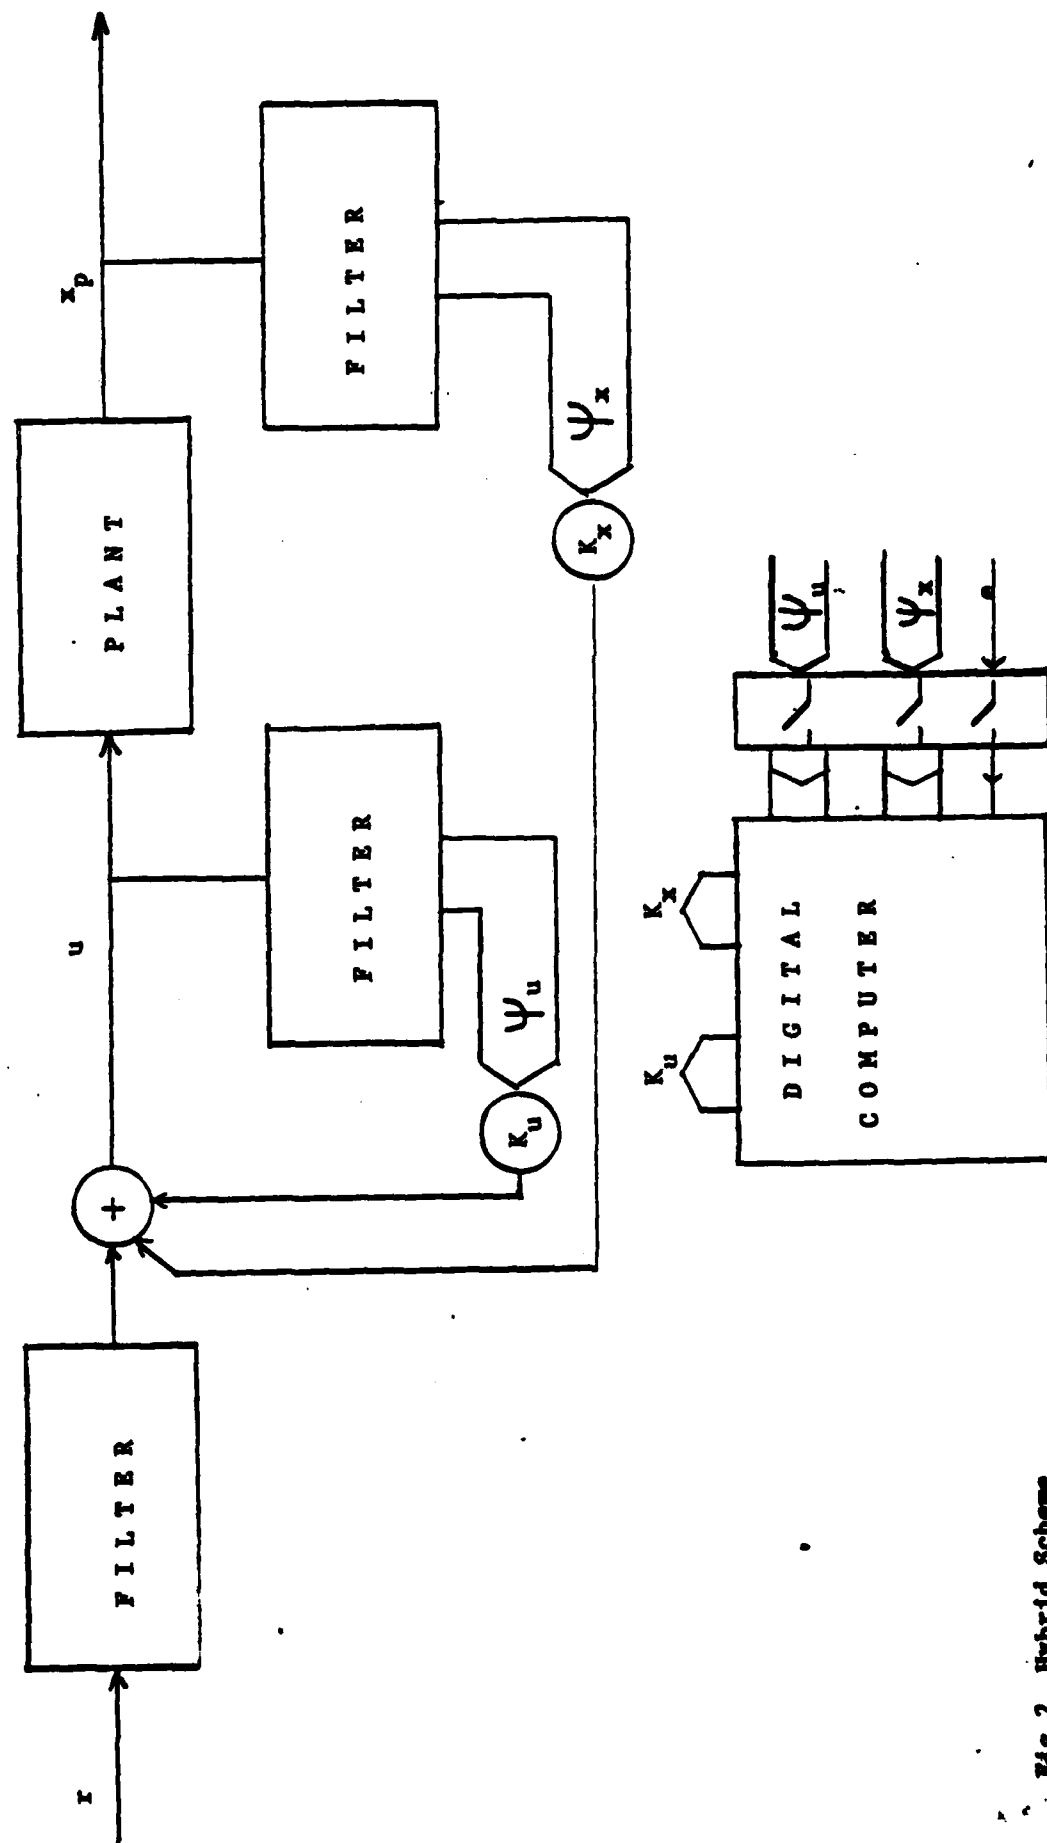 r
FILTER
+
u
PLANT
x_p
FILTER
ψ_u
K_u
FILTER
ψ_x
K_x
K_u
K_x
DIGITAL
COMPUTER
ψ_u
ψ_x
e
Fig 2 Hybrid Scheme